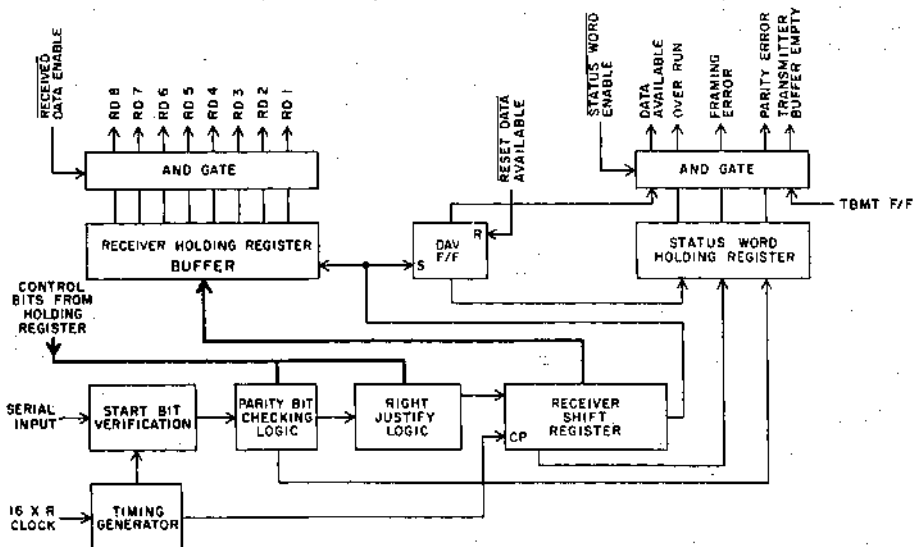 RECEIVED
DATA ENABLE
RD 8
RD 7
RD 6
RD 5
RD 4
RD 3
RD 2
RD 1
STATUS WORD
ENABLE
DATA
AVAILABLE
OVER RUN
FRAMING
ERROR
PARITY ERROR
TRANSMITTER
BUFFER EMPTY
AND GATE
RESET DATA
AVAILABLE
AND GATE
TBMT F/F
RECEIVER HOLDING REGISTER
BUFFER
R
DAV
F/F
S
STATUS WORD
HOLDING REGISTER
CONTROL
BITS FROM
HOLDING
REGISTER
SERIAL
INPUT
START BIT
VERIFICATION
PARITY BIT
CHECKING
LOGIC
RIGHT
JUSTIFY
LOGIC
RECEIVER
SHIFT
REGISTER
CP
16 X R
CLOCK
TIMING
GENERATOR